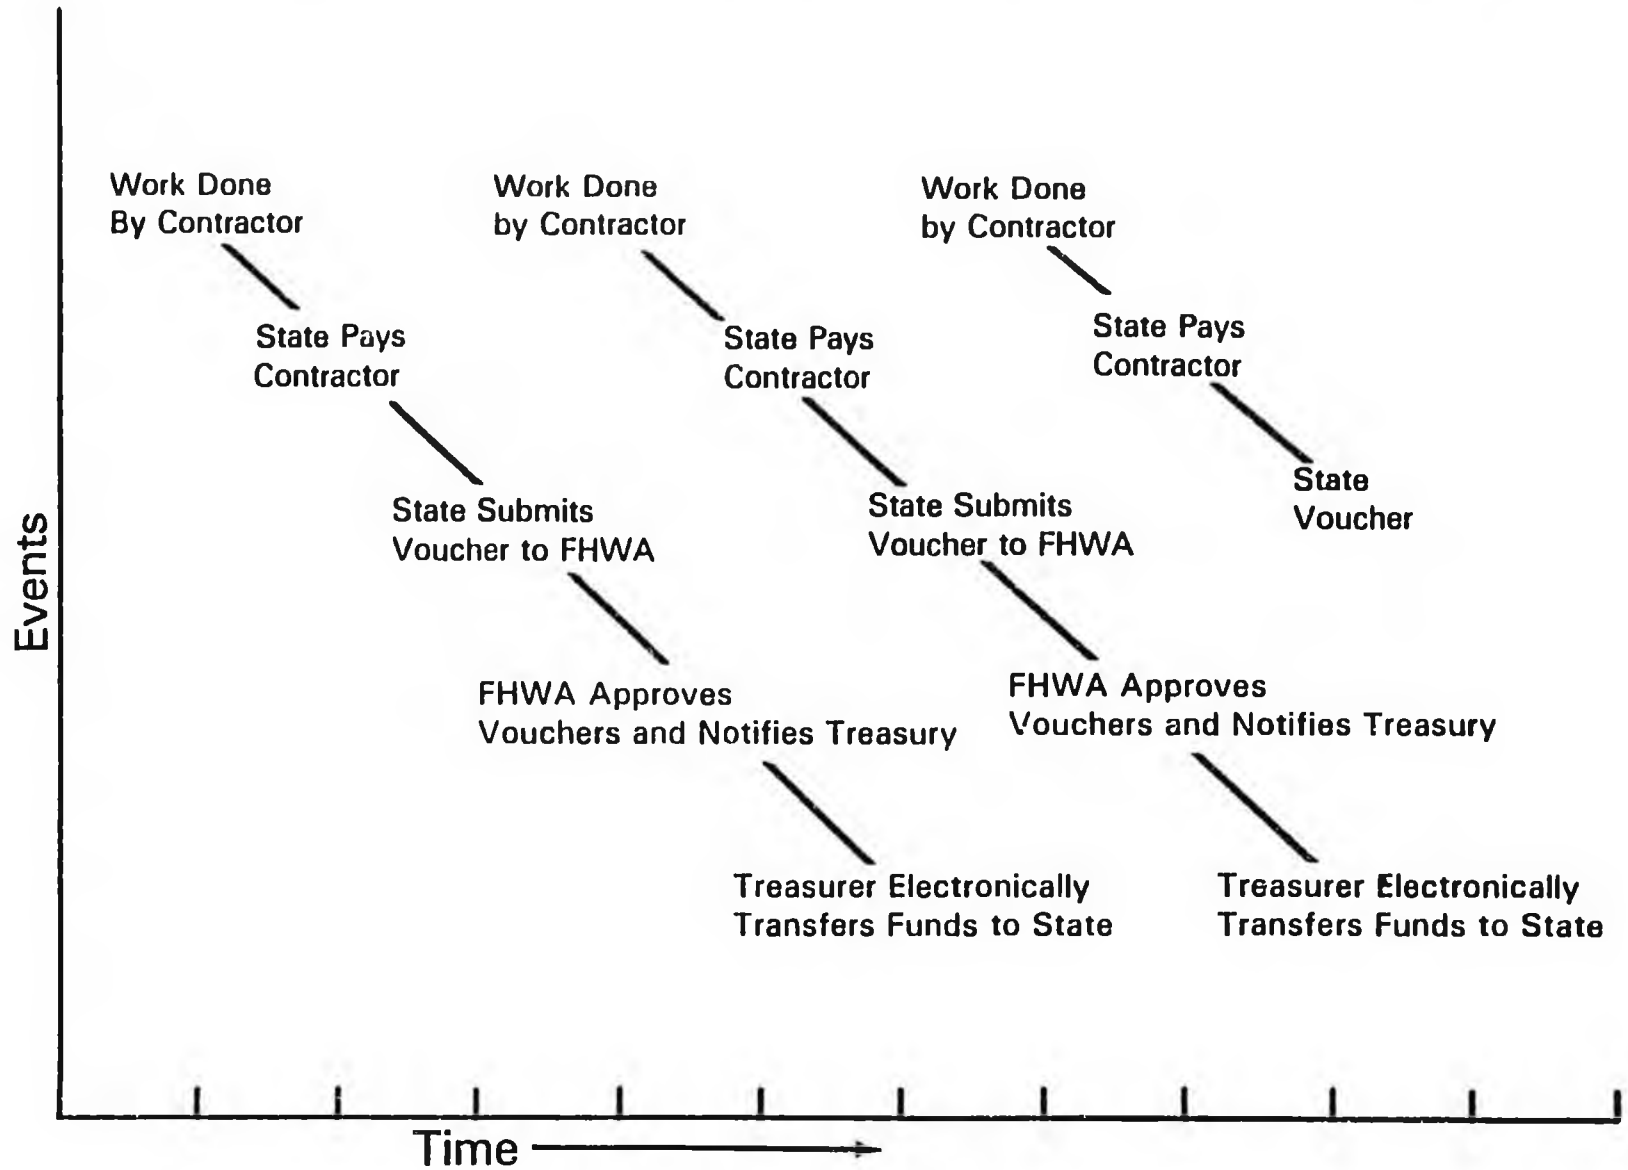 Work Done
By Contractor
State Pays
Contractor
State Submits
Voucher to FHWA
FHWA Approves
Vouchers and Notifies Treasury
Treasurer Electronically
Transfers Funds to State
Work Done
by Contractor
State Pays
Contractor
State Submits
Voucher to FHWA
FHWA Approves
Vouchers and Notifies Treasury
Treasurer Electronically
Transfers Funds to State
Work Done
by Contractor
State Pays
Contractor
State
Voucher
Events
Time